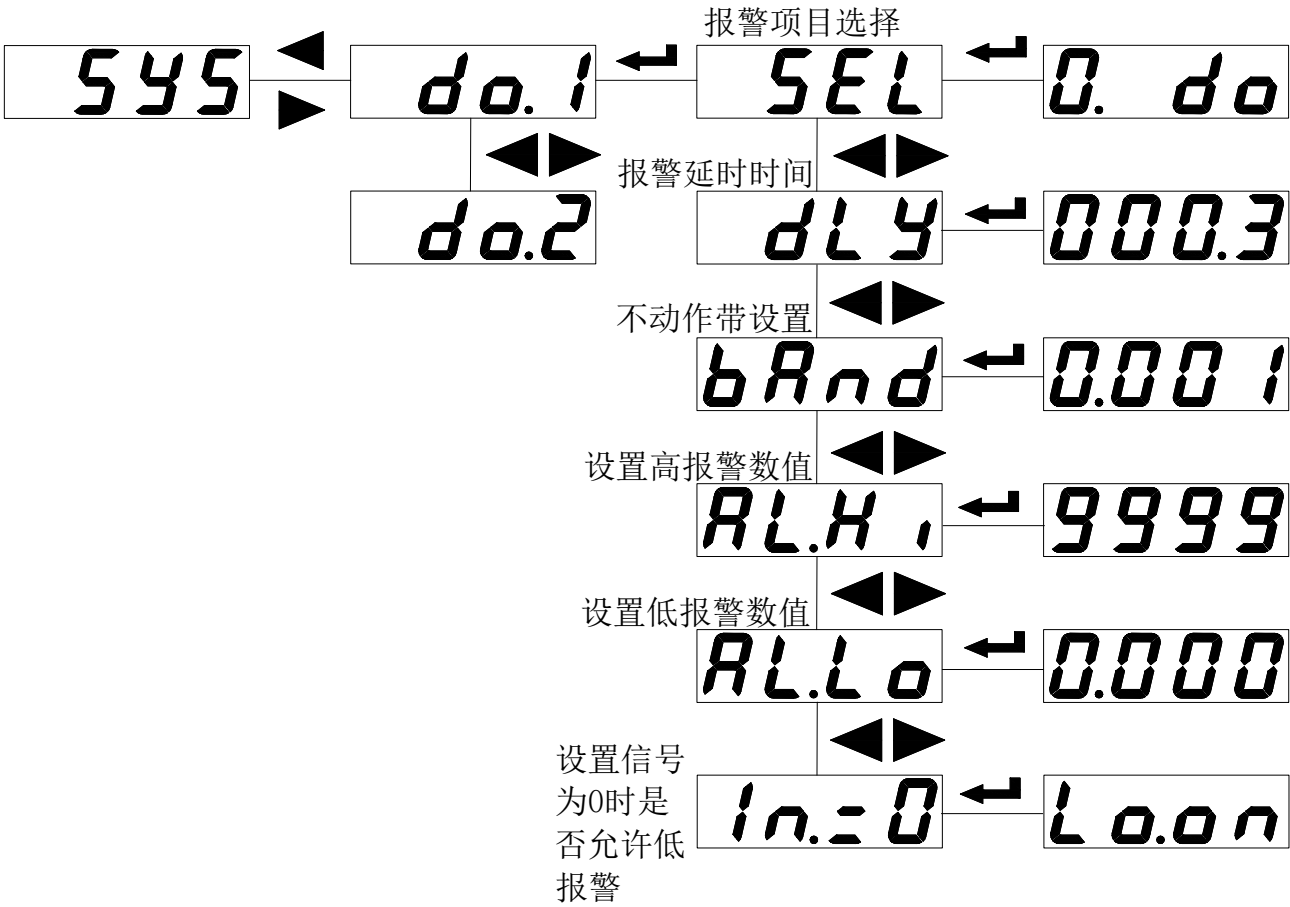 报警项目选择
SYS
do.1
SEL
0. do
报警延时时间
do.2
dLY
000.3
不动作带设置
bAnd
0.001
设置高报警数值
AL.Hi
9999
设置低报警数值
AL.Lo
0.000
设置信号
为0时是
否允许低
报警
In.=0
Lo.on